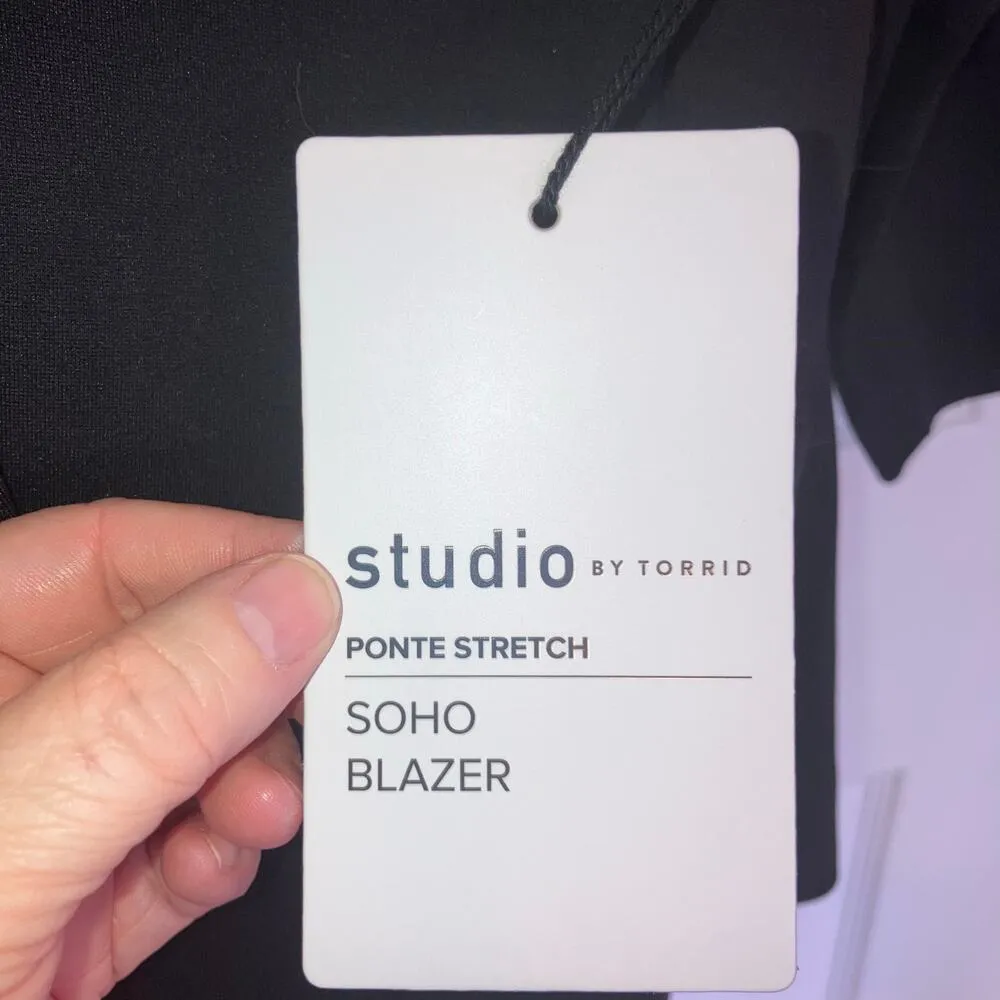 studio BY TORRID
PONTE STRETCH
SOHO
BLAZER